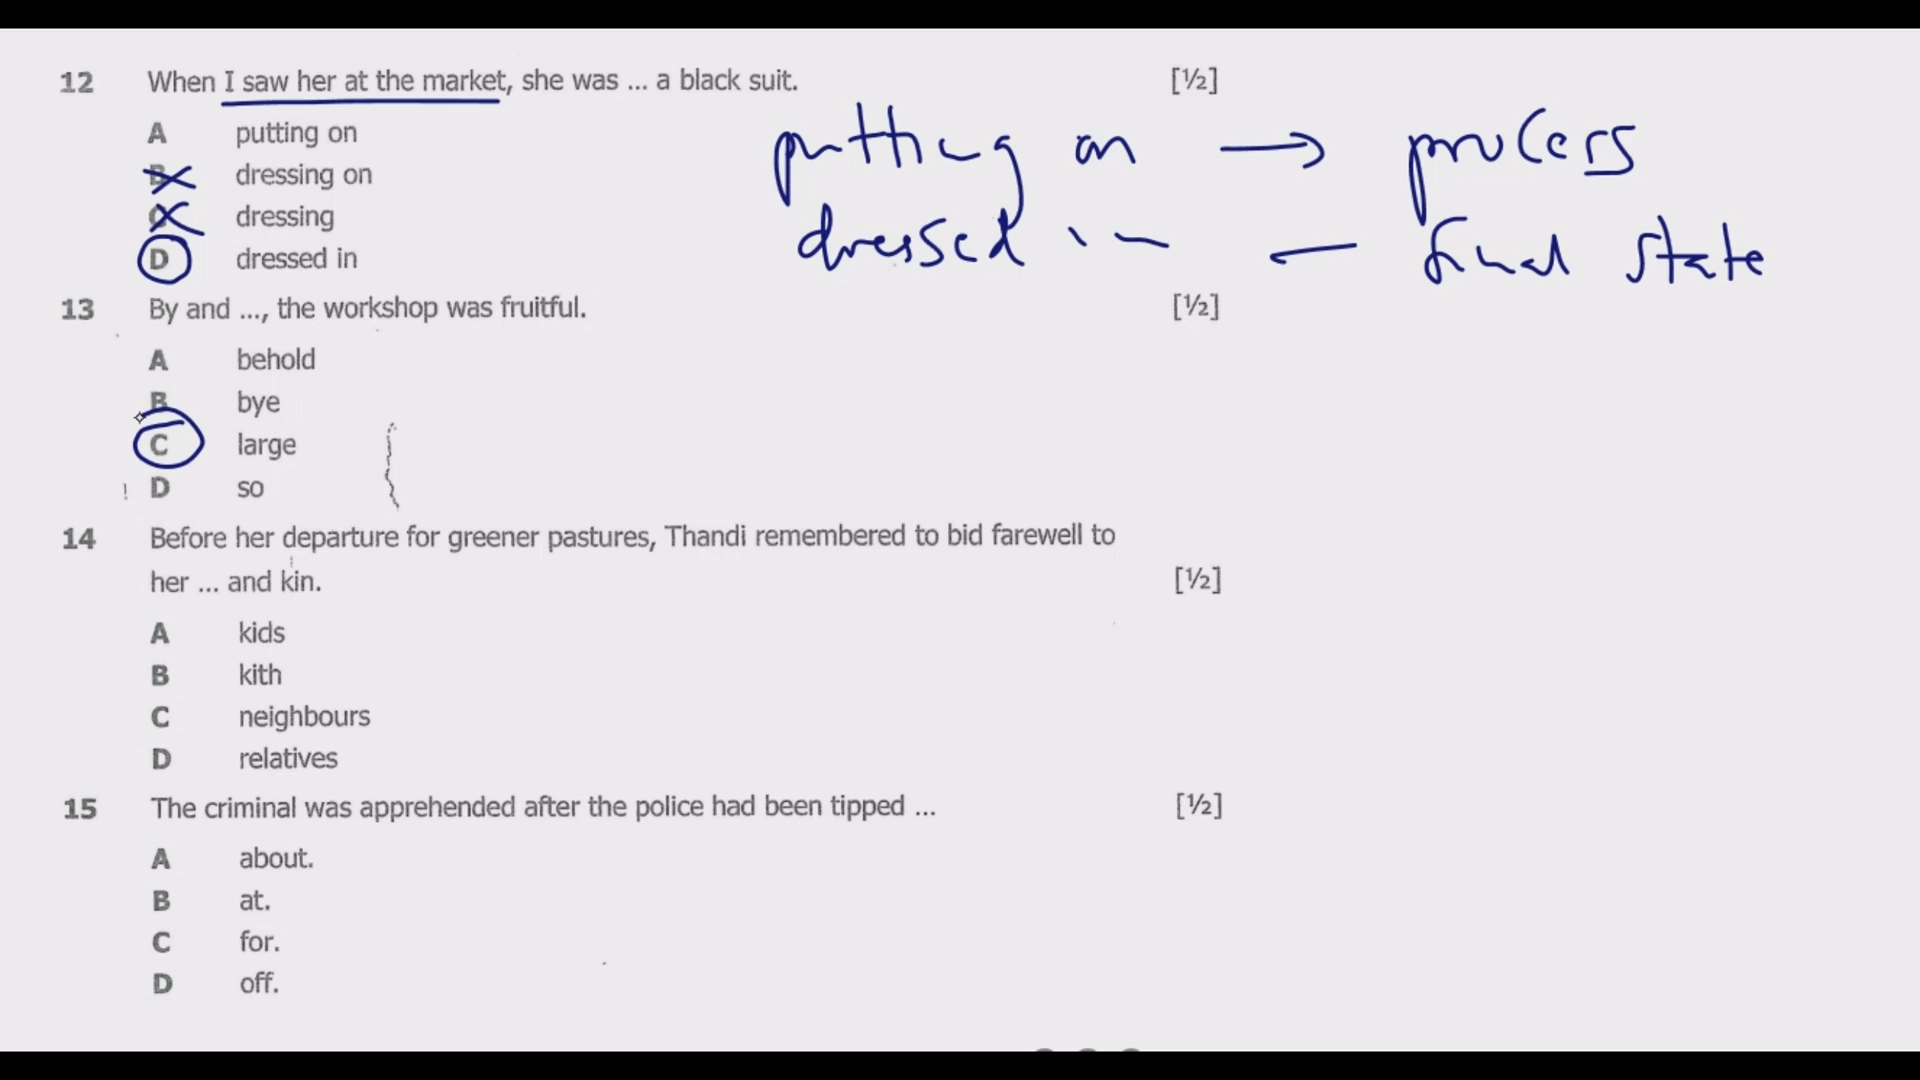 12 When I saw her at the market, she was ... a black suit. [½]
A putting on
B dressing on
C dressing
D dressed in
putting on → process
dressed in — final state
13 By and ..., the workshop was fruitful. [½]
A behold
B bye
C large
D so
14 Before her departure for greener pastures, Thandi remembered to bid farewell to
her ... and kin. [½]
A kids
B kith
C neighbours
D relatives
15 The criminal was apprehended after the police had been tipped ... [½]
A about.
B at.
C for.
D off.